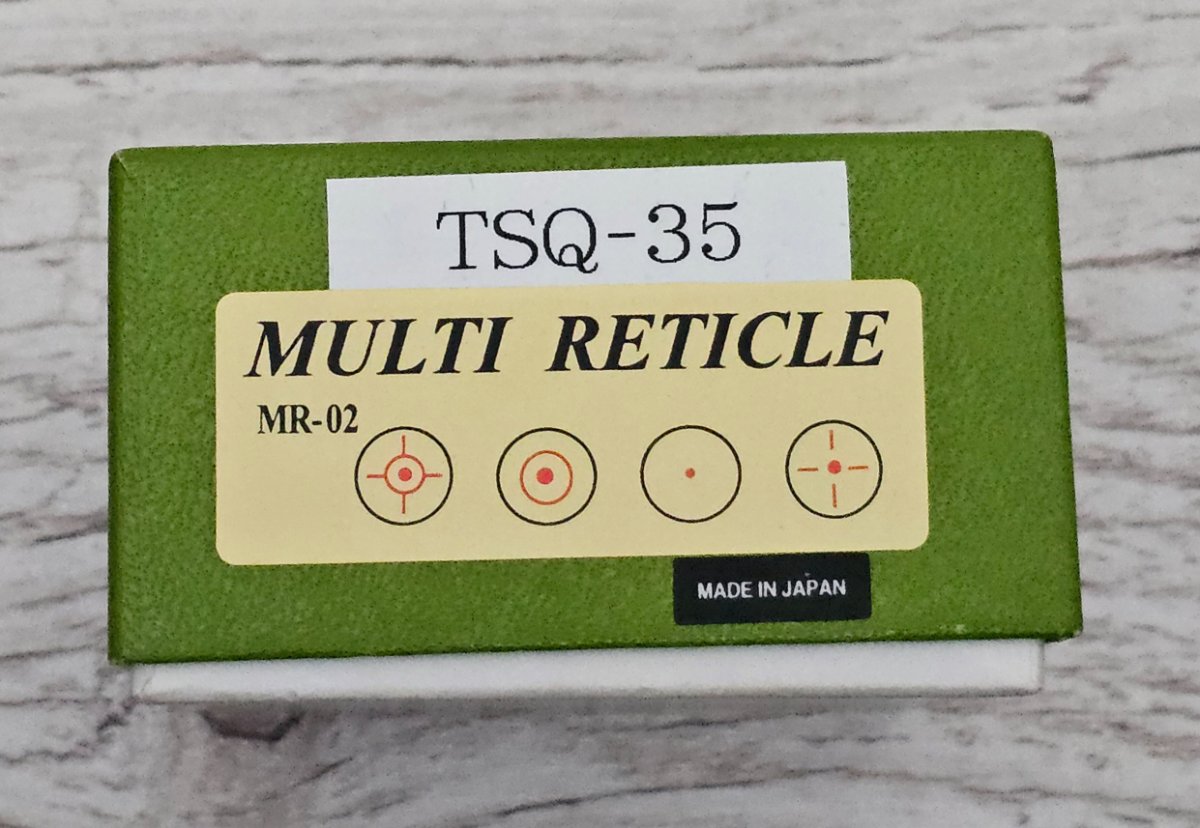 TSQ-35
MULTI RETICLE
MR-02
MADE IN JAPAN